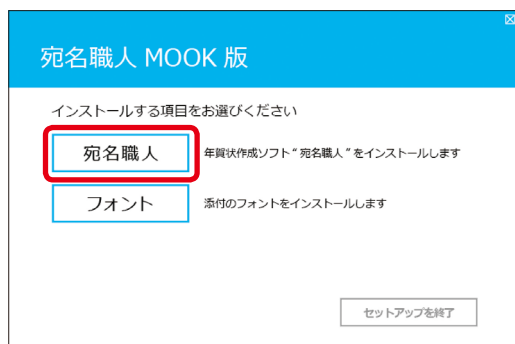 宛名職人 MOOK 版
インストールする項目をお選びください
宛名職人
年賀状作成ソフト“宛名職人”をインストールします
フォント
添付のフォントをインストールします
セットアップを終了